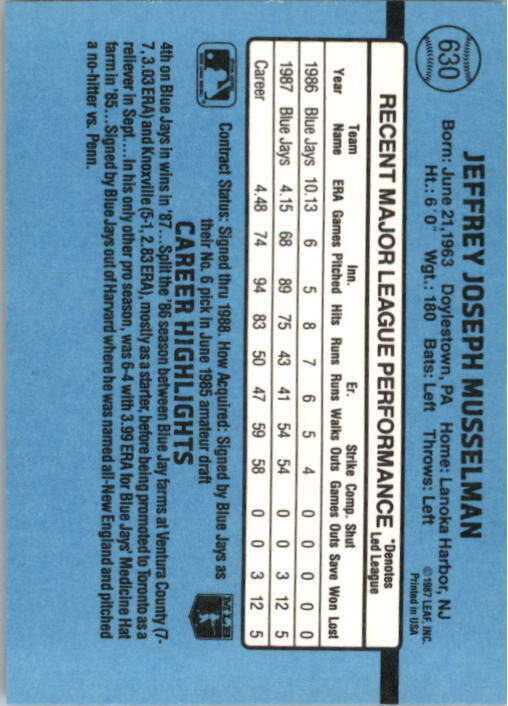 630
JEFFREY JOSEPH MUSSELMAN
Born: June 21, 1963 Doylestown, PA Home: Lanoka Harbor, NJ
Ht.: 6'0" Wgt.: 180 Bats: Left Throws: Left
©1987 LEAF, INC.
Printed in USA
RECENT MAJOR LEAGUE PERFORMANCE *Denotes
Led League
Team Inn. Er. Strike Comp. Shut
Year Name ERA Games Pitched Hits Runs Runs Walks Outs Games Outs Save Won Lost
1986 Blue Jays 10.13 6 5 8 7 6 5 4 0 0 0 0 0
1987 Blue Jays 4.15 68 89 75 43 41 54 54 0 0 3 12 5
Career 4.48 74 94 83 50 47 59 58 0 0 3 12 5
Contract Status: Signed thru 1988. How Acquired: Signed by Blue Jays as
their No. 6 pick in June 1985 amateur draft
MLB
CAREER HIGHLIGHTS
4th on Blue Jays in wins in '87...Split the '86 season between Blue Jay farms at Ventura County (7-
7, 3.03 ERA) and Knoxville (5-1, 2.83 ERA), mostly as a starter, before being promoted to Toronto as a
reliever in Sept....In his only other pro season, was 6-4 with 3.99 ERA for Blue Jays' Medicine Hat
farm in '85...Signed by Blue Jays out of Harvard where he was named all-New England and pitched
a no-hitter vs. Penn.